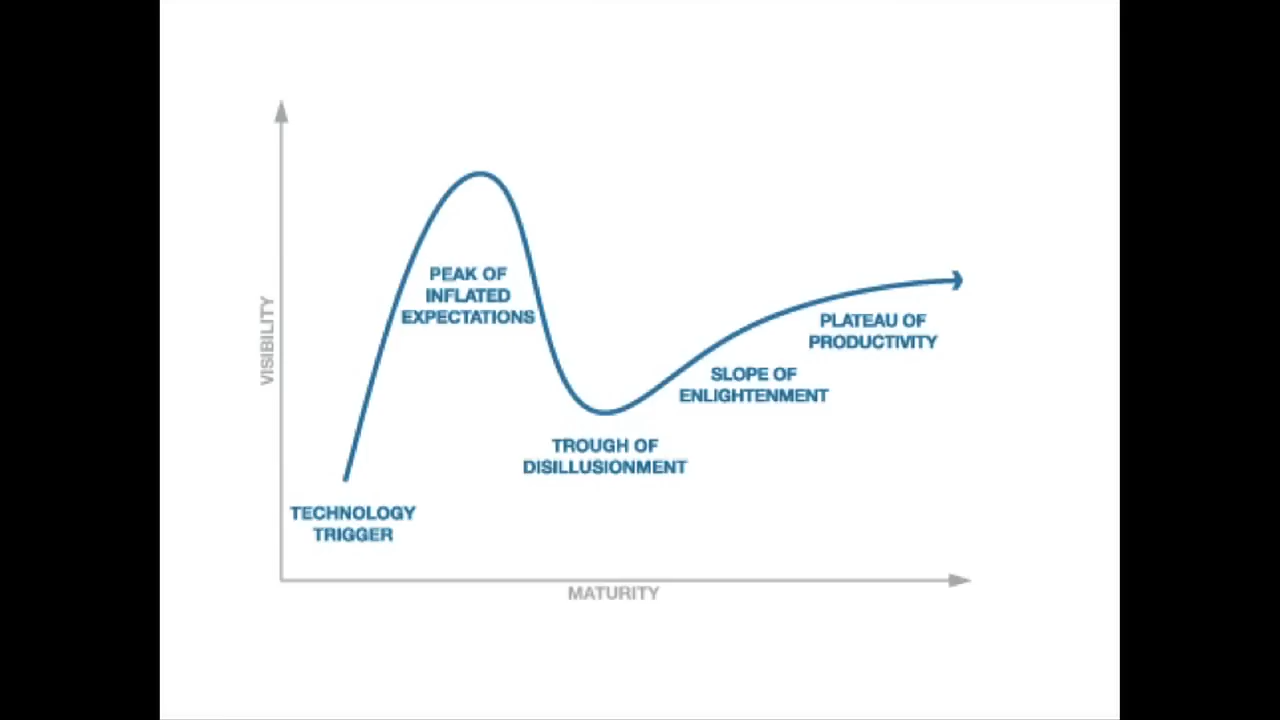 VISIBILITY
PEAK OF
INFLATED
EXPECTATIONS
PLATEAU OF
PRODUCTIVITY
SLOPE OF
ENLIGHTENMENT
TROUGH OF
DISILLUSIONMENT
TECHNOLOGY
TRIGGER
MATURITY